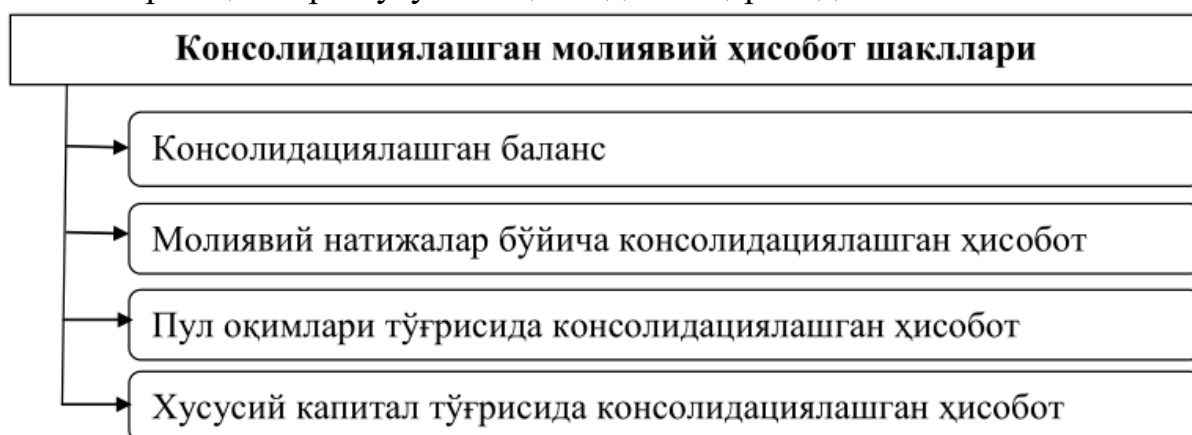 Консолидациялашган молиявий ҳисобот шакллари
Консолидациялашган баланс
Молиявий натижалар бўйича консолидациялашган ҳисобот
Пул оқимлари тўғрисида консолидациялашган ҳисобот
Хусусий капитал тўғрисида консолидациялашган ҳисобот